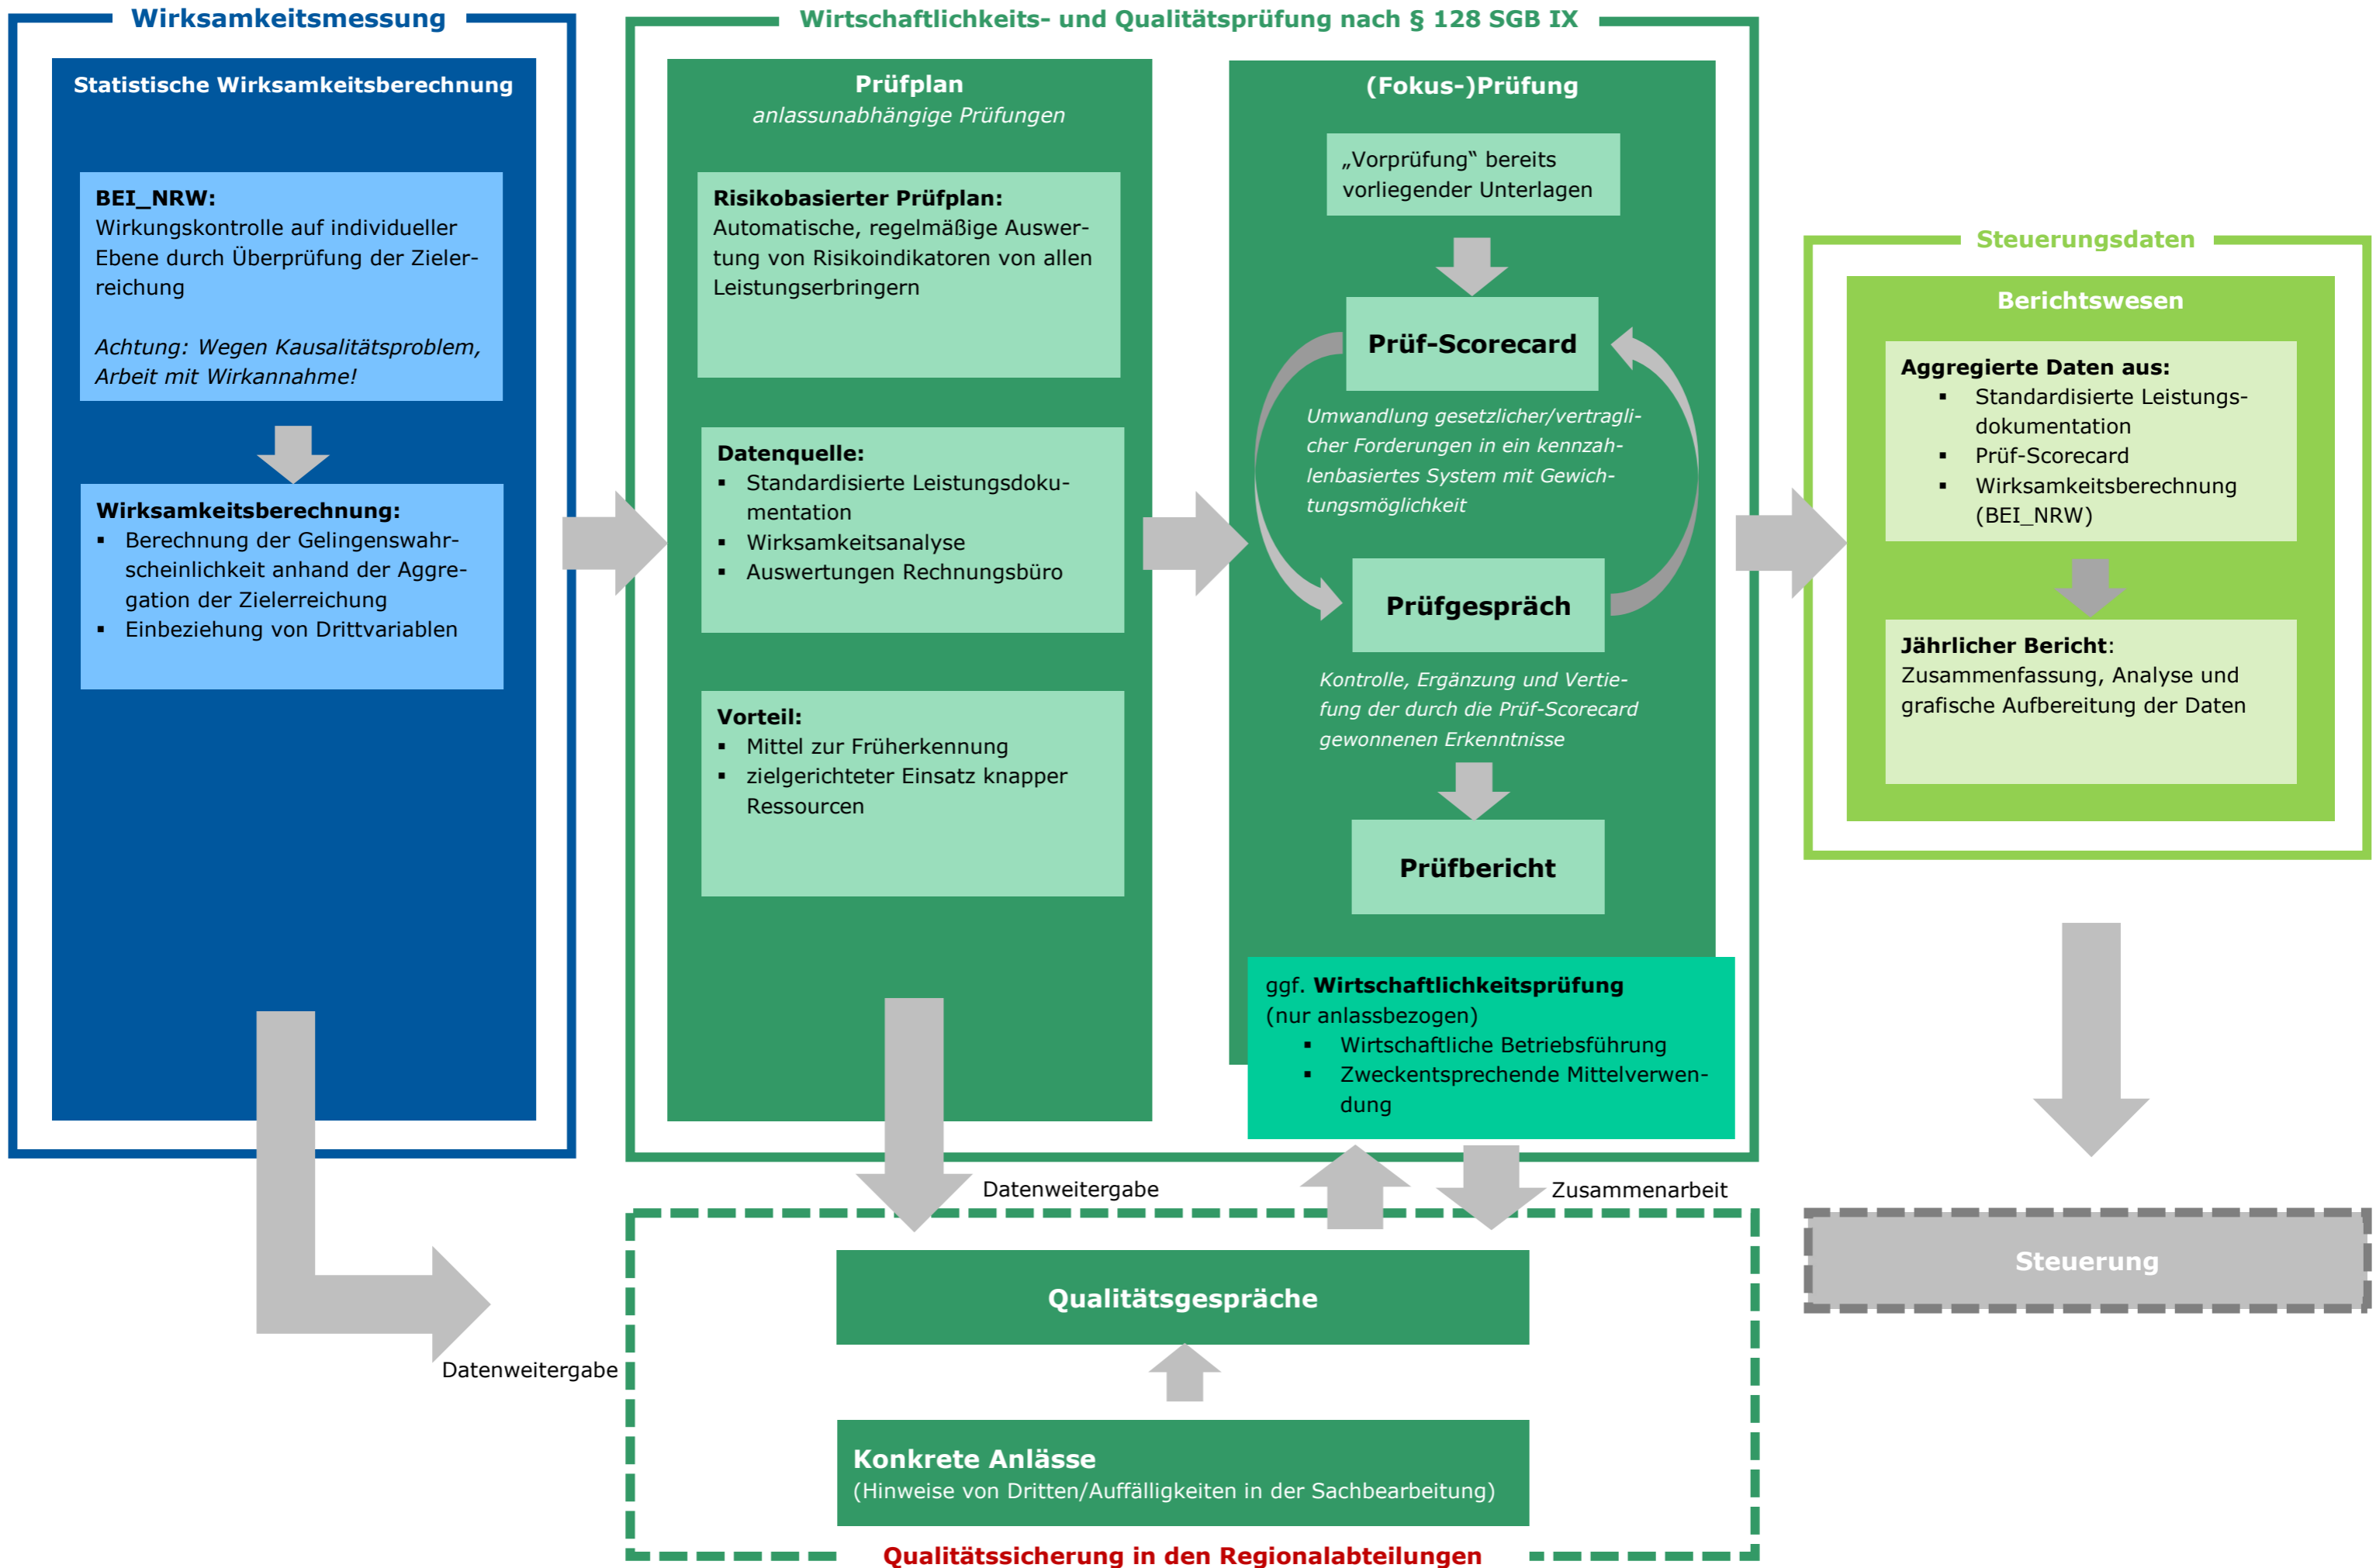 Wirksamkeitsmessung
Statistische Wirksamkeitsberechnung
BEI_NRW:
Wirkungskontrolle auf individueller
Ebene durch Überprüfung der Zieler-
reichung
Achtung: Wegen Kausalitätsproblem,
Arbeit mit Wirkannahme!
Wirksamkeitsberechnung:
▪ Berechnung der Gelingenswahr-
scheinlichkeit anhand der Aggre-
gation der Zielerreichung
▪ Einbeziehung von Drittvariablen
Datenweitergabe
Wirtschaftlichkeits- und Qualitätsprüfung nach § 128 SGB IX
Prüfplan
anlassunabhängige Prüfungen
Risikobasierter Prüfplan:
Automatische, regelmäßige Auswer-
tung von Risikoindikatoren von allen
Leistungserbringern
Datenquelle:
▪ Standardisierte Leistungsdoku-
mentation
▪ Wirksamkeitsanalyse
▪ Auswertungen Rechnungsbüro
Vorteil:
▪ Mittel zur Früherkennung
▪ zielgerichteter Einsatz knapper
Ressourcen
Datenweitergabe
(Fokus-)Prüfung
„Vorprüfung“ bereits
vorliegender Unterlagen
Prüf-Scorecard
Umwandlung gesetzlicher/vertragli-
cher Forderungen in ein kennzah-
lenbasiertes System mit Gewich-
tungsmöglichkeit
Prüfgespräch
Kontrolle, Ergänzung und Vertie-
fung der durch die Prüf-Scorecard
gewonnenen Erkenntnisse
Prüfbericht
ggf. Wirtschaftlichkeitsprüfung
(nur anlassbezogen)
▪ Wirtschaftliche Betriebsführung
▪ Zweckentsprechende Mittelverwen-
dung
Zusammenarbeit
Qualitätsgespräche
Konkrete Anlässe
(Hinweise von Dritten/Auffälligkeiten in der Sachbearbeitung)
Qualitätssicherung in den Regionalabteilungen
Steuerungsdaten
Berichtswesen
Aggregierte Daten aus:
▪ Standardisierte Leistungs-
dokumentation
▪ Prüf-Scorecard
▪ Wirksamkeitsberechnung
(BEI_NRW)
Jährlicher Bericht:
Zusammenfassung, Analyse und
grafische Aufbereitung der Daten
Steuerung